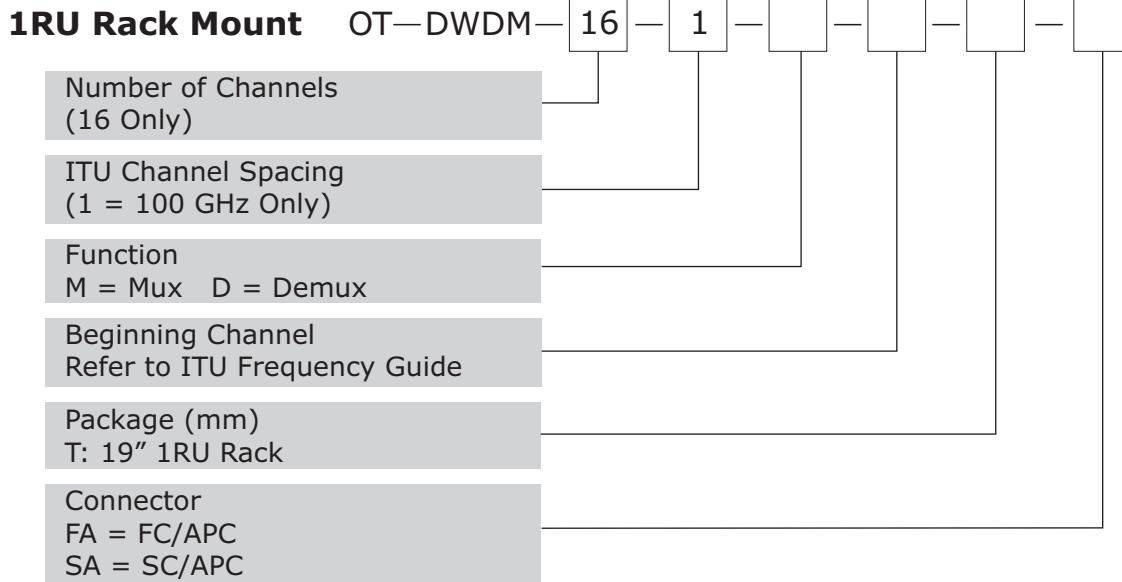 1RU Rack Mount OT—DWDM— 16 — 1 — — — —
Number of Channels
(16 Only)
ITU Channel Spacing
(1 = 100 GHz Only)
Function
M = Mux D = Demux
Beginning Channel
Refer to ITU Frequency Guide
Package (mm)
T: 19″ 1RU Rack
Connector
FA = FC/APC
SA = SC/APC